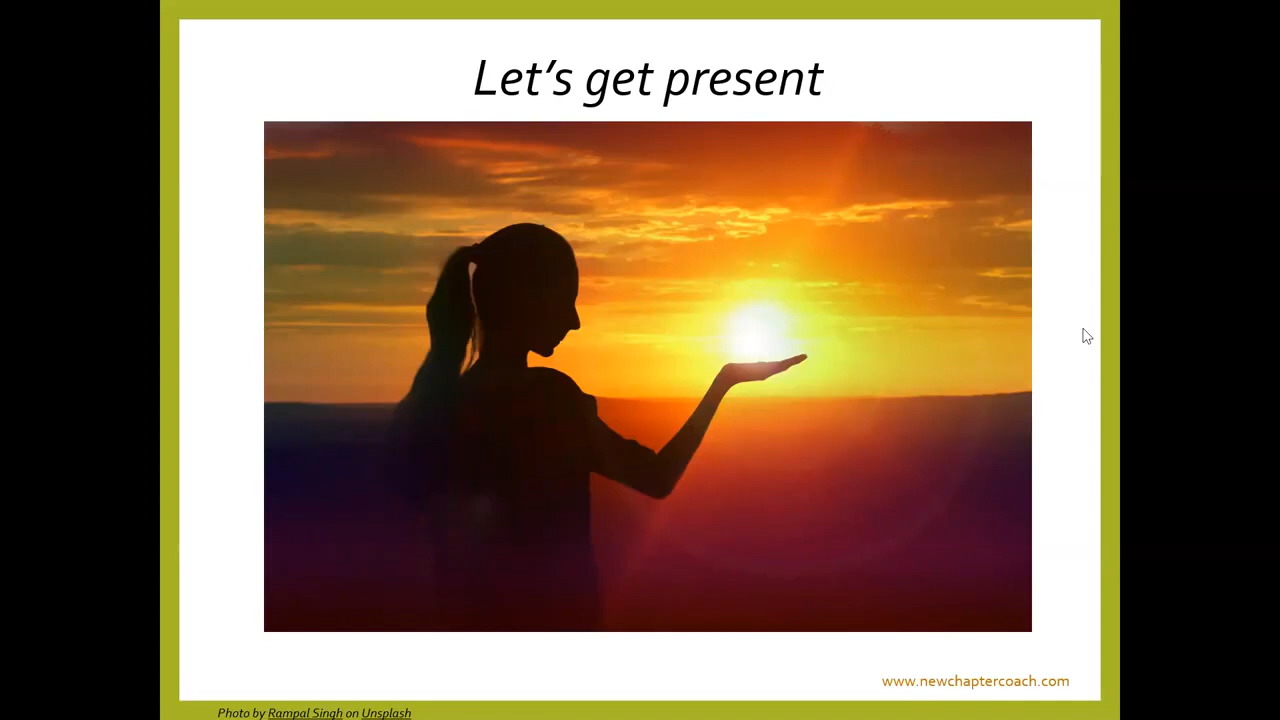 Let's get present
www.newchaptercoach.com
Photo by Rampal Singh on Unsplash